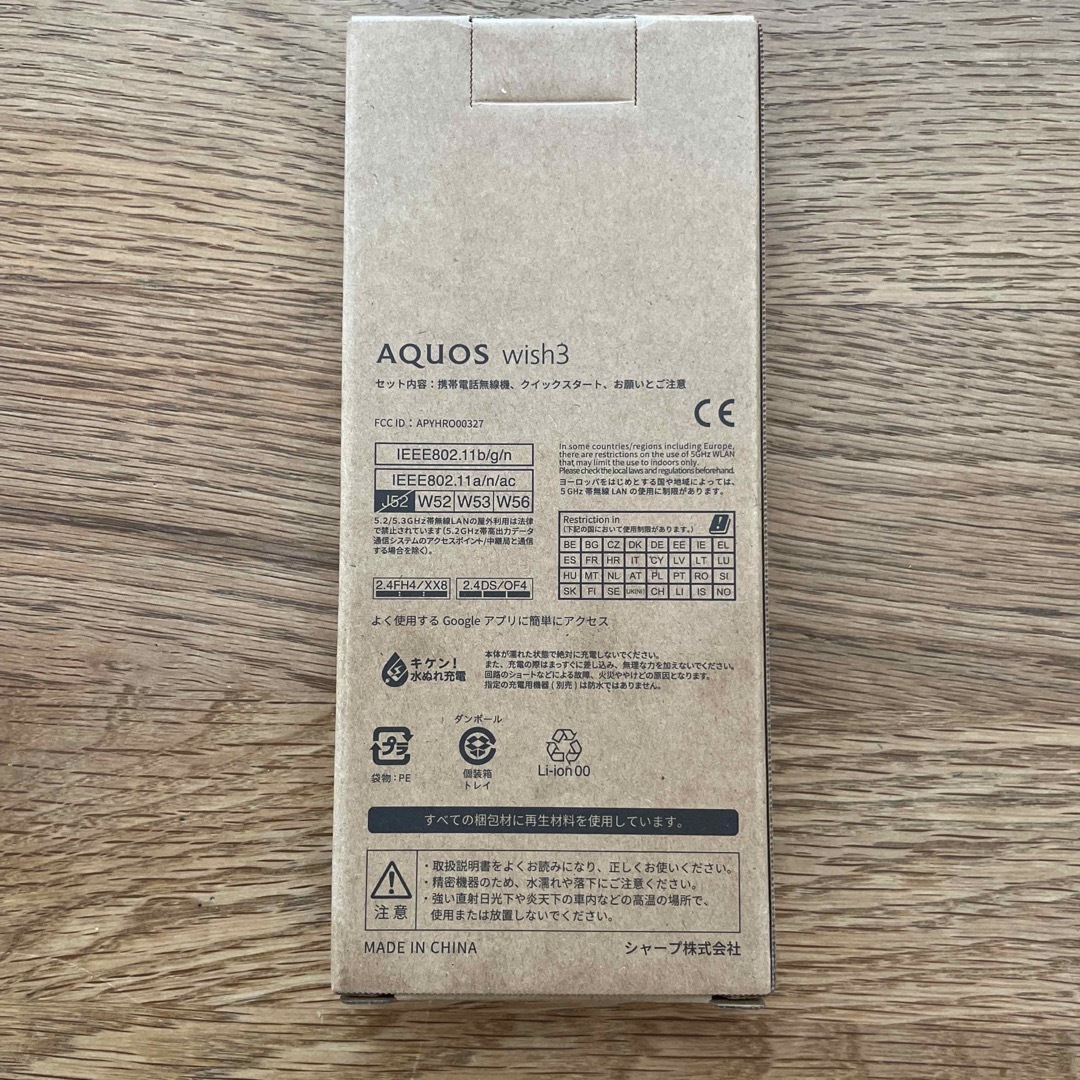 AQUOS wish3
セット内容：携帯電話無線機、クイックスタート、お願いとご注意
FCC ID：APYHRO00327
CE
IEEE802.11b/g/n
IEEE802.11a/n/ac
J52 W52 W53 W56
5.2/5.3GHz帯無線LANの屋外利用は法律
で禁止されています(5.2GHz帯高出力データ
通信システムのアクセスポイント/中継局と通信
する場合を除く)。
2.4FH4/XX8 2.4DS/OF4
In some countries/regions including Europe,
there are restrictions on the use of 5GHz WLAN
that may limit the use to indoors only.
Please check the local laws and regulations beforehand.
ヨーロッパをはじめとする国や地域によっては、
5GHz 帯無線 LAN の使用に制限があります。
Restriction in
(下記の国において使用制限があります。)
BE BG CZ DK DE EE IE EL
ES FR HR IT CY LV LT LU
HU MT NL AT PL PT RO SI
SK FI SE UK(NI) CH LI IS NO
よく使用する Google アプリに簡単にアクセス
キケン！
水ぬれ充電
本体が濡れた状態で絶対に充電しないでください。
また、充電の際はまっすぐに差し込み、無理な力を加えないでください。
回路のショートなどによる故障、火災ややけどの原因となります。
指定の充電用機器(別売)は防水ではありません。
プラ
袋物：PE
ダンボール
個装箱
トレイ
Li-ion 00
すべての梱包材に再生材料を使用しています。
注意
・取扱説明書をよくお読みになり、正しくお使いください。
・精密機器のため、水濡れや落下にご注意ください。
・強い直射日光下や炎天下の車内などの高温の場所で、
使用または放置しないでください。
MADE IN CHINA
シャープ株式会社